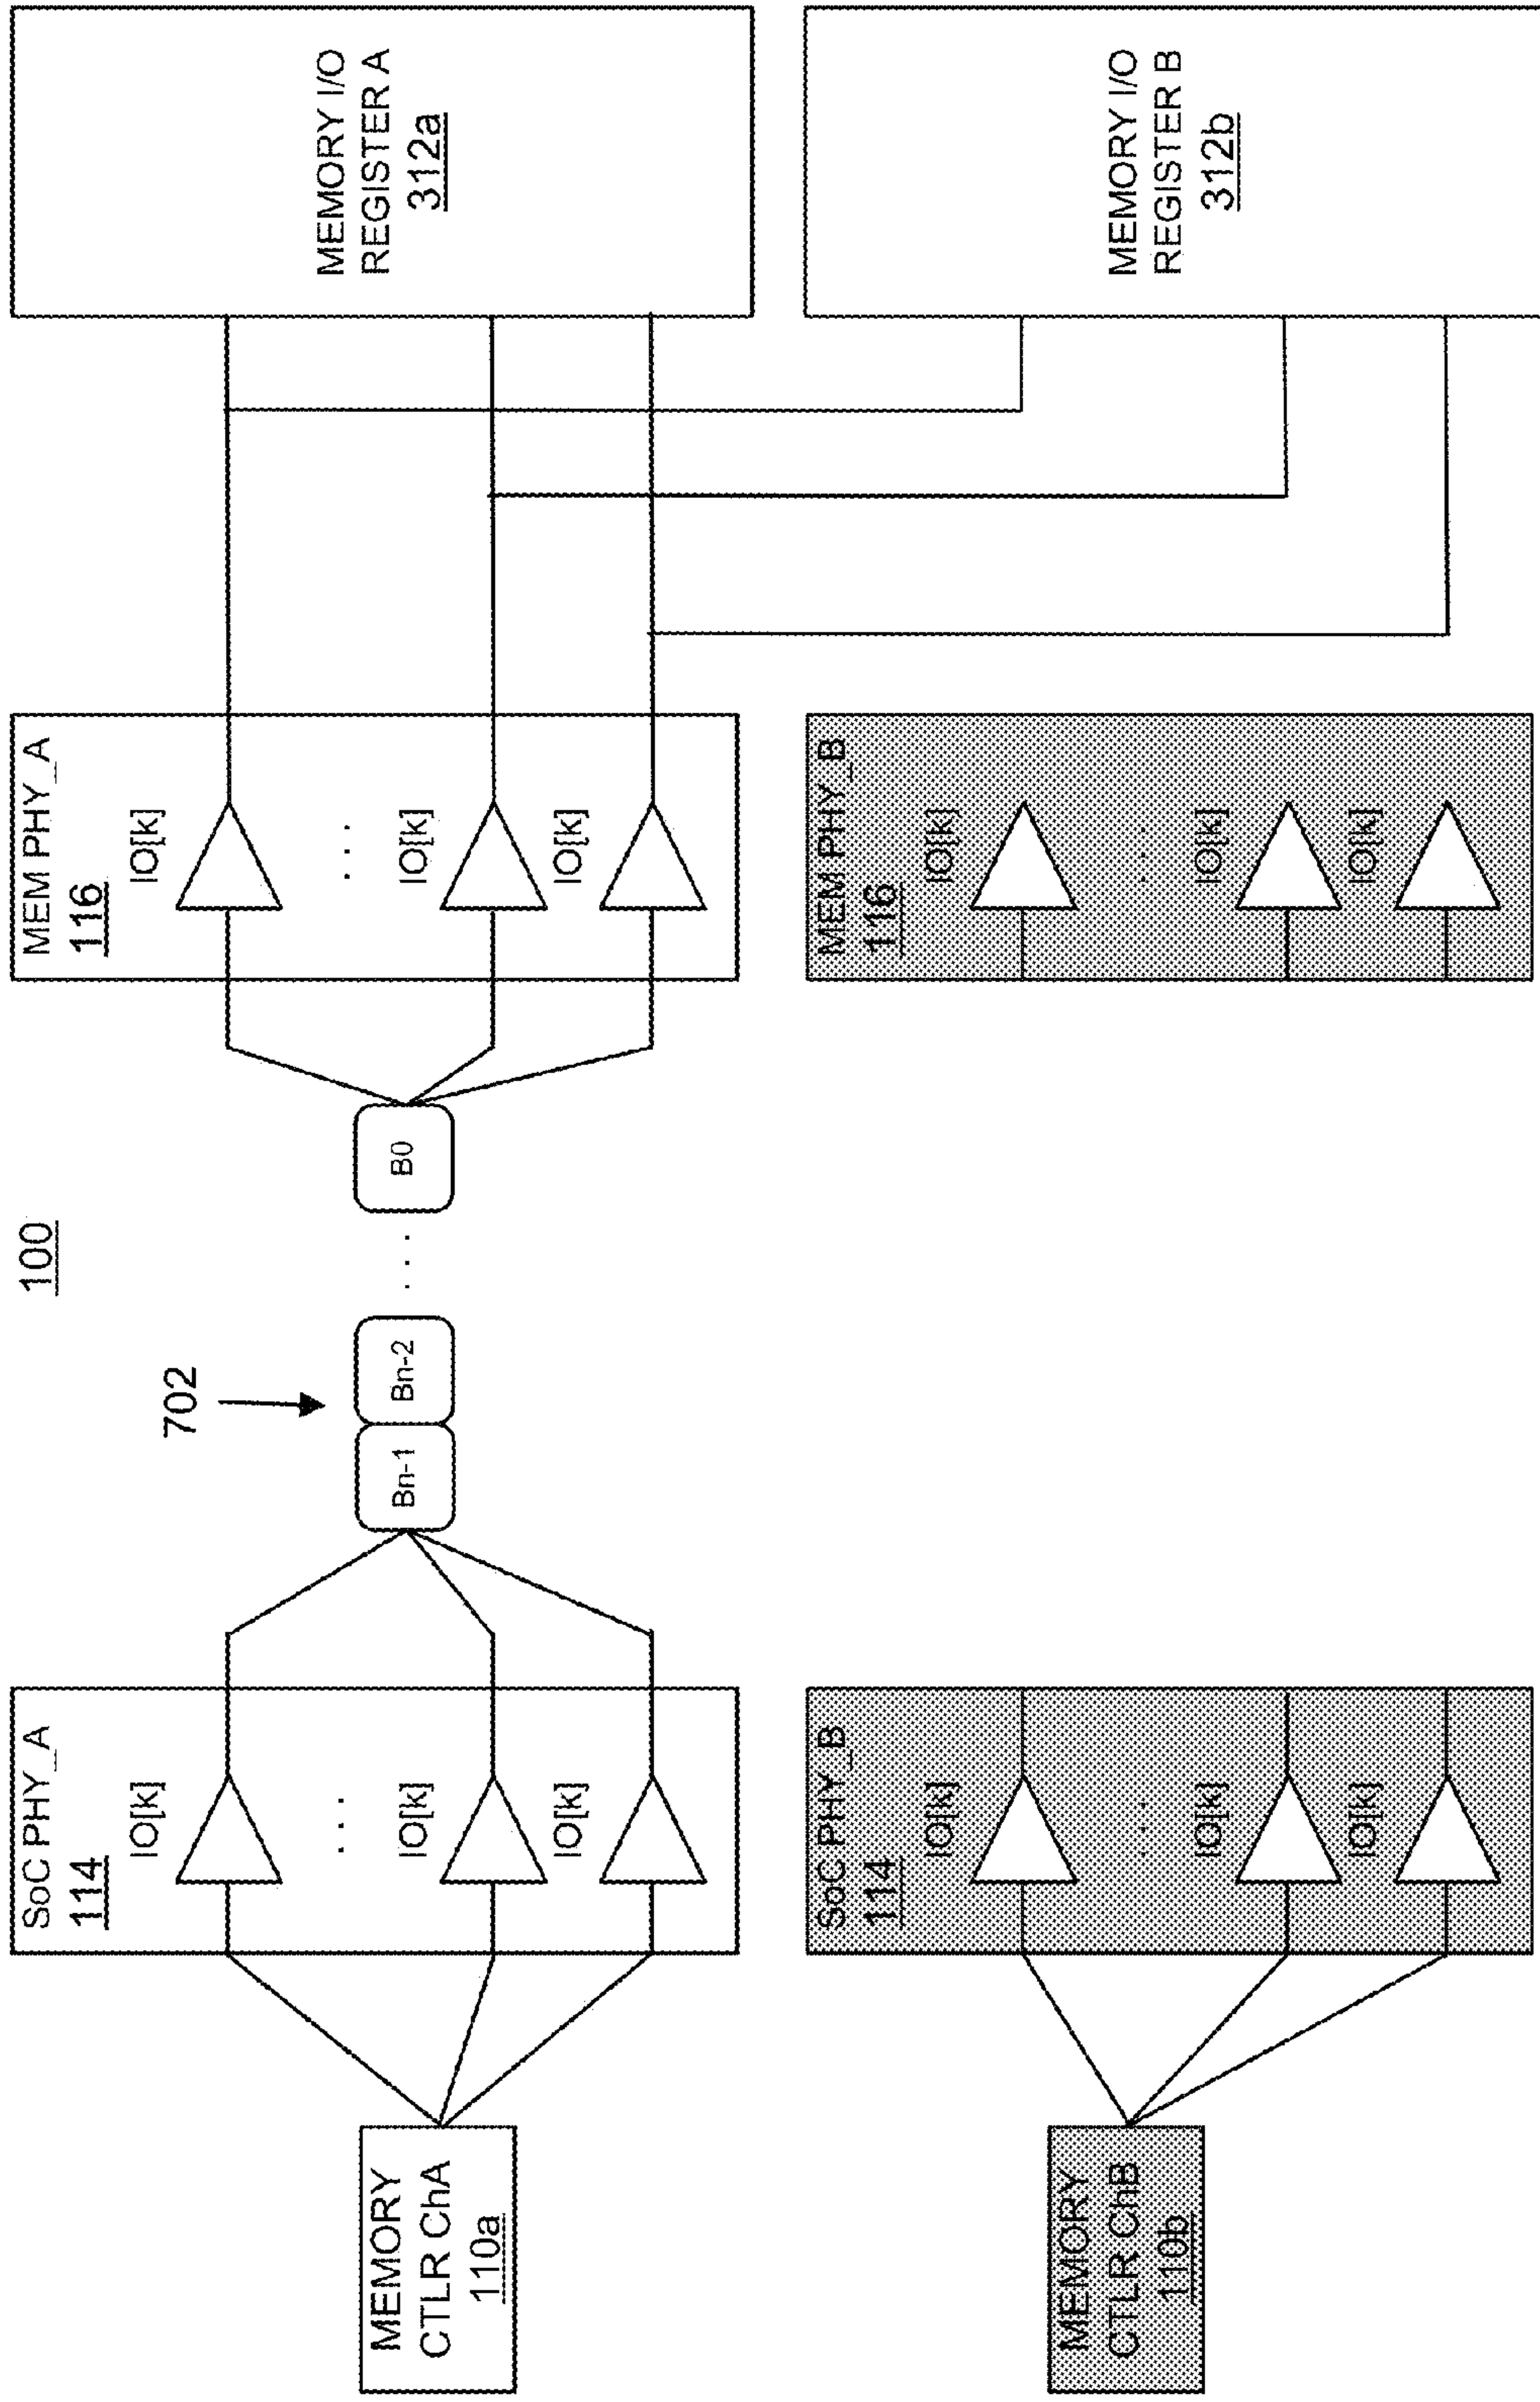 100
MEMORY
CTLR ChA
110a
SoC PHY_A
114
IO[k]
. . .
IO[k]
IO[k]
702
Bn-1
Bn-2
. . .
B0
MEM PHY_A
116
IO[k]
. . .
IO[k]
IO[k]
MEMORY I/O
REGISTER A
312a
MEMORY
CTLR ChB
110b
SoC PHY_B
114
IO[k]
. . .
IO[k]
IO[k]
MEM PHY_B
116
IO[k]
. . .
IO[k]
IO[k]
MEMORY I/O
REGISTER B
312b